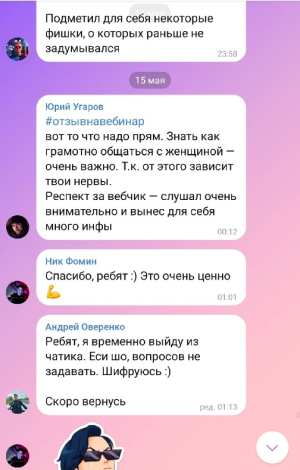 Подметил для себя некоторые
фишки, о которых раньше не
задумывался
23:58
15 мая
Юрий Угаров
#отзывнавебинар
вот то что надо прям. Знать как
грамотно общаться с женщиной —
очень важно. Т.к. от этого зависит
твои нервы.
Респект за вебчик — слушал очень
внимательно и вынес для себя
много инфы
00:12
Ник Фомин
Спасибо, ребят :) Это очень ценно
💪
01:01
Андрей Оверенко
Ребят, я временно выйду из
чатика. Еси шо, вопросов не
задавать. Шифруюсь :)
Скоро вернусь
ред. 01:13